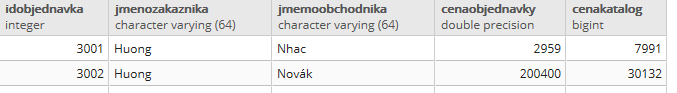 idobjednavka jmenozakaznika jmemoobchodnika cenaobjednavky cenakatalog
integer character varying (64) character varying (64) double precision bigint
3001 Huong Nhac 2959 7991
3002 Huong Novák 200400 30132